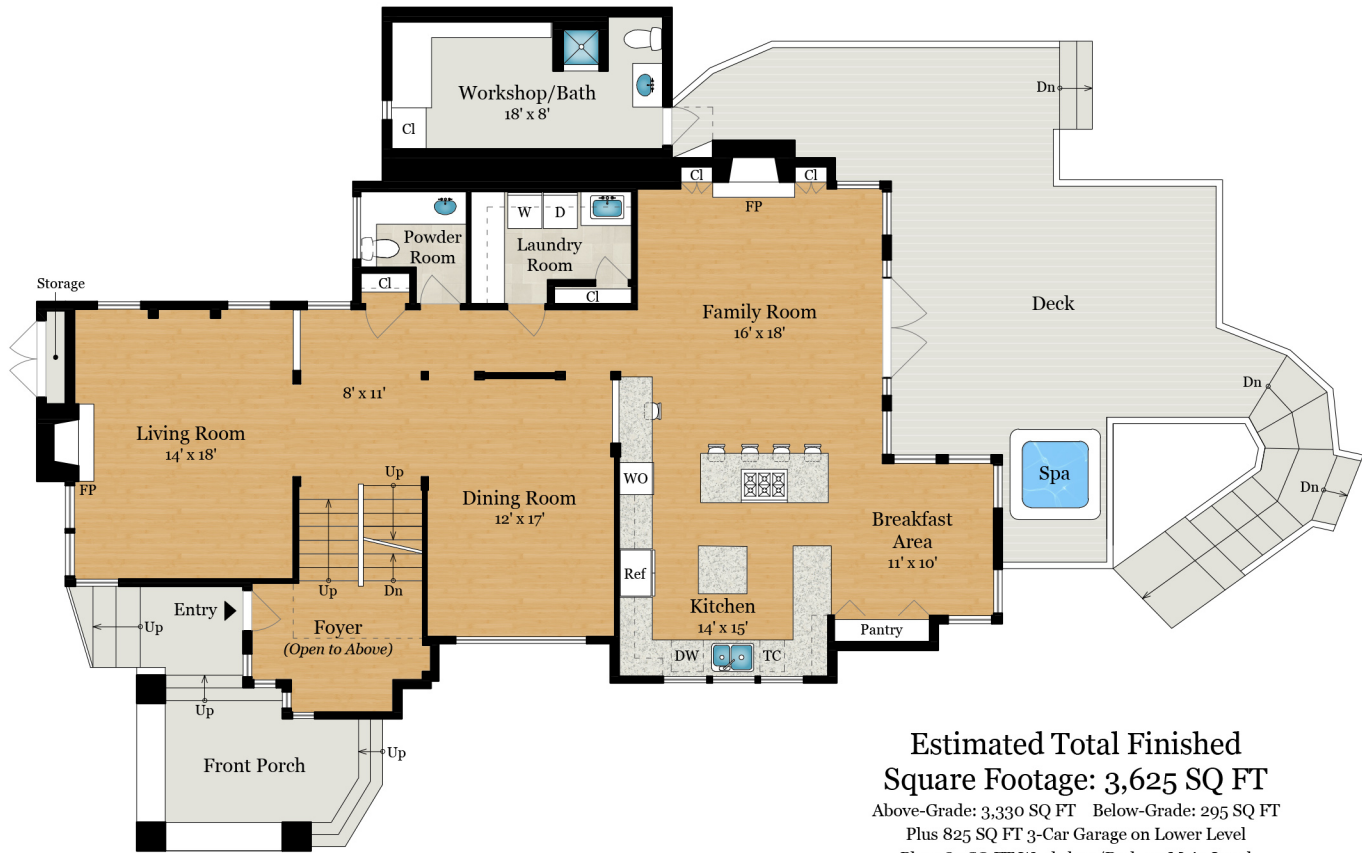 Workshop/Bath
18' x 8'
Cl
Dn
Cl
Cl
FP
W
D
Powder
Room
Laundry
Room
Cl
Cl
Storage
Family Room
16' x 18'
Deck
8' x 11'
Living Room
14' x 18'
FP
Up
Dining Room
12' x 17'
WO
Spa
Dn
Dn
Breakfast
Area
11' x 10'
Ref
Up
Dn
Entry
Up
Foyer
(Open to Above)
Kitchen
14' x 15'
Pantry
DW
TC
Up
Up
Front Porch
Estimated Total Finished
Square Footage: 3,625 SQ FT
Above-Grade: 3,330 SQ FT Below-Grade: 295 SQ FT
Plus 825 SQ FT 3-Car Garage on Lower Level